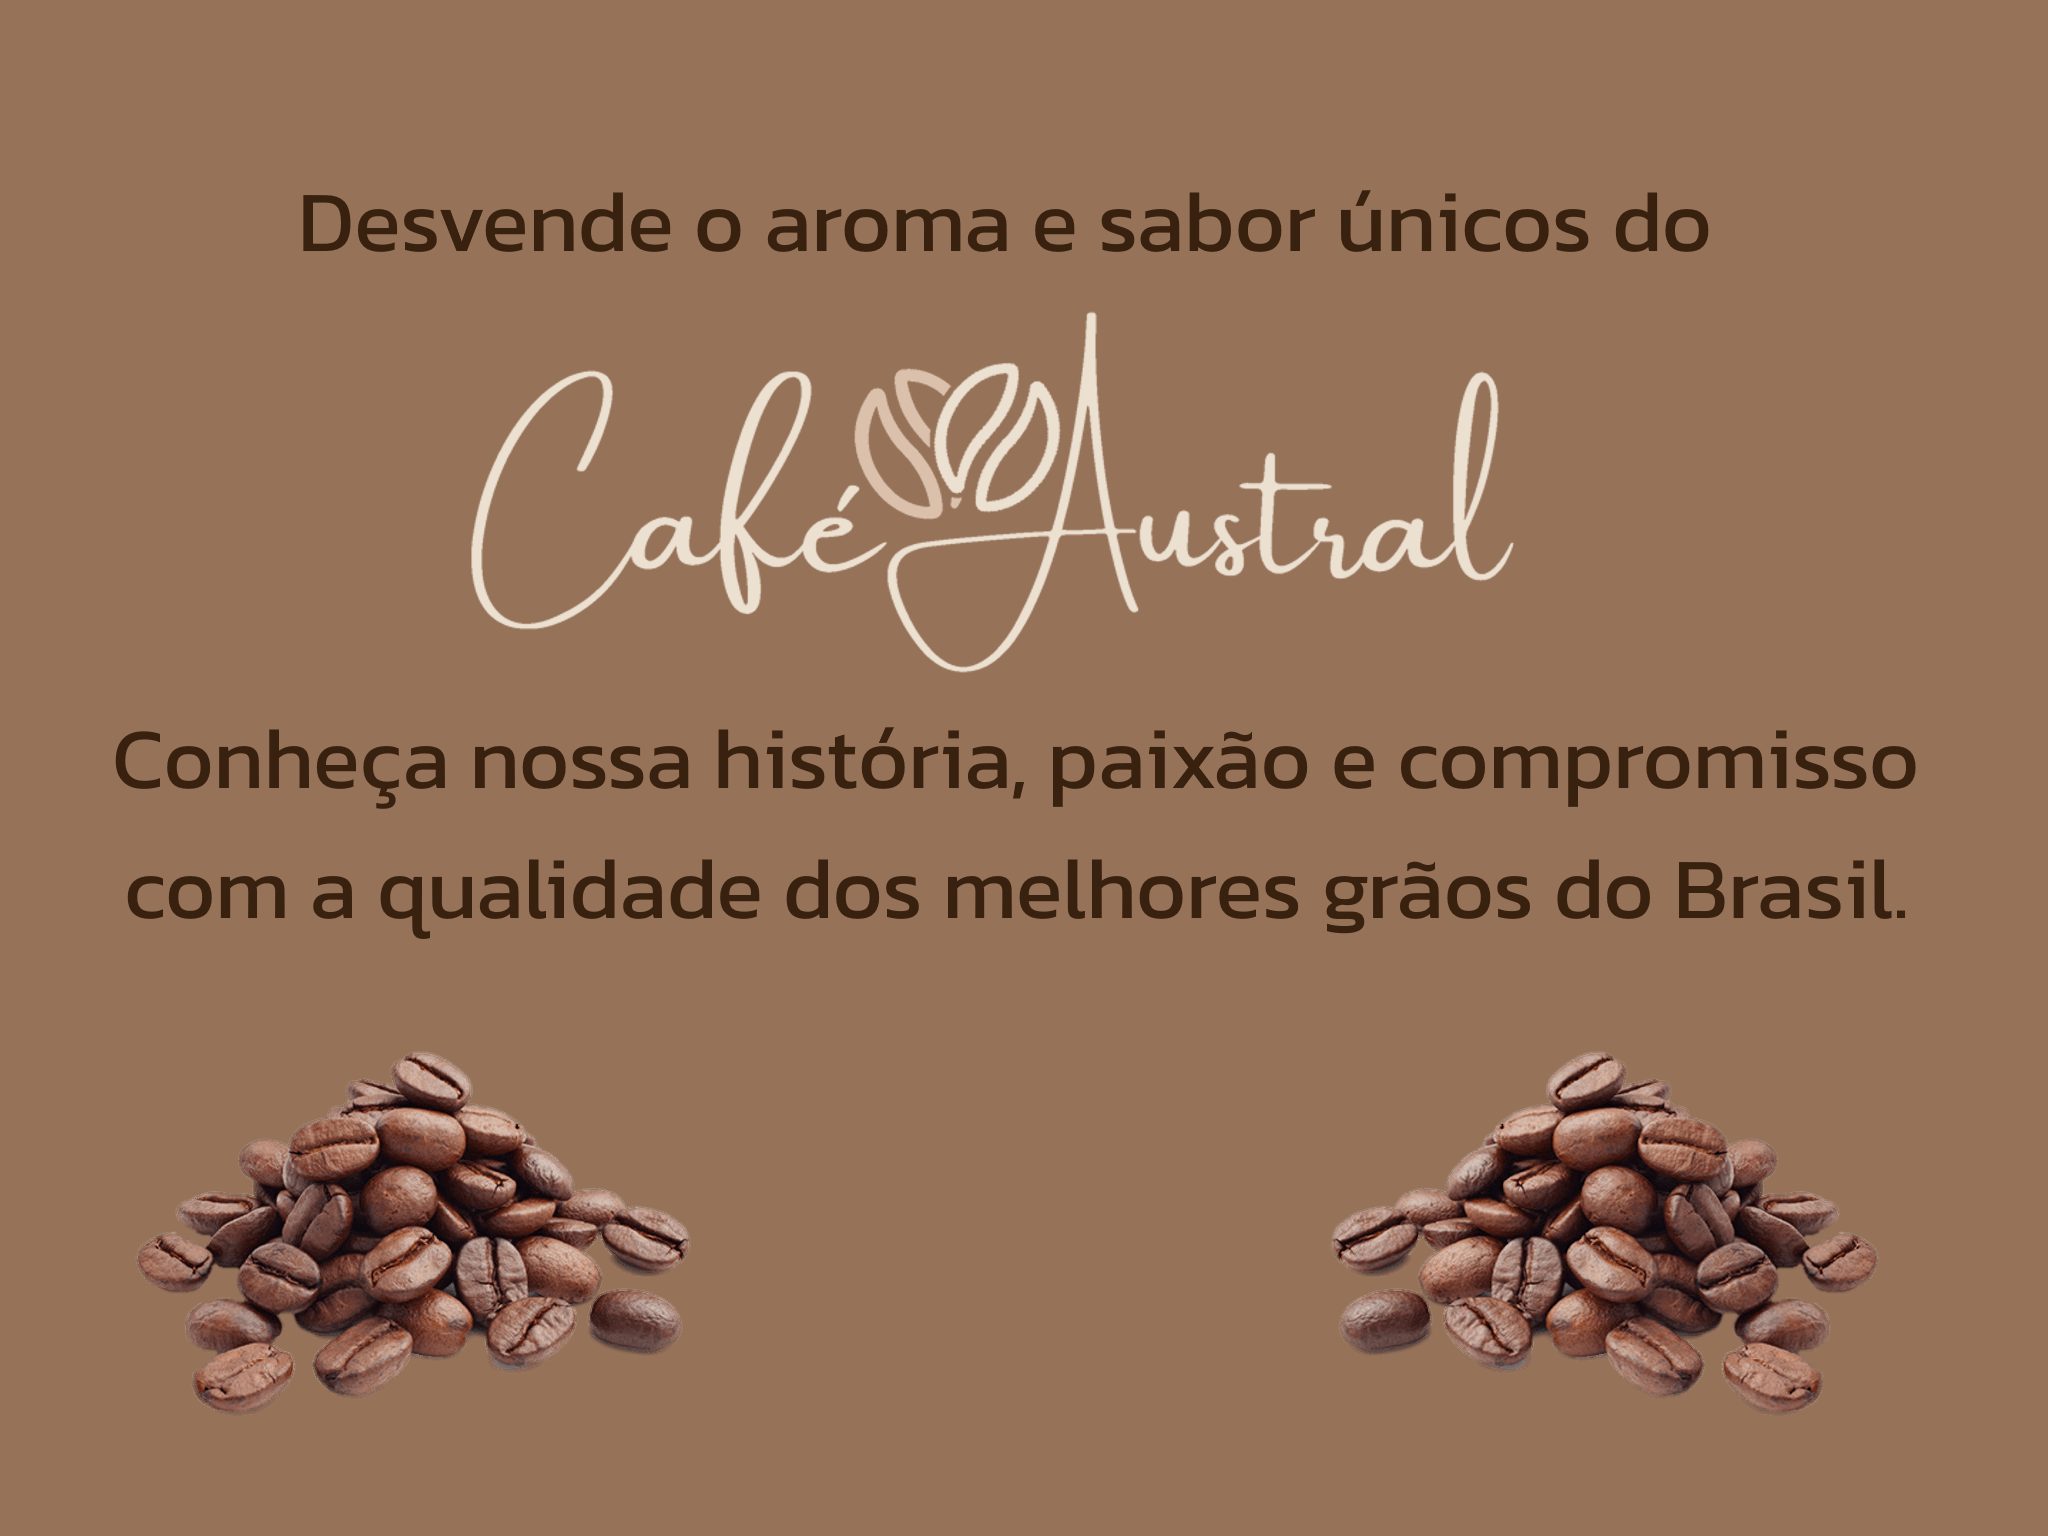 Desvende o aroma e sabor únicos do
Café Austral
Conheça nossa história, paixão e compromisso
com a qualidade dos melhores grãos do Brasil.